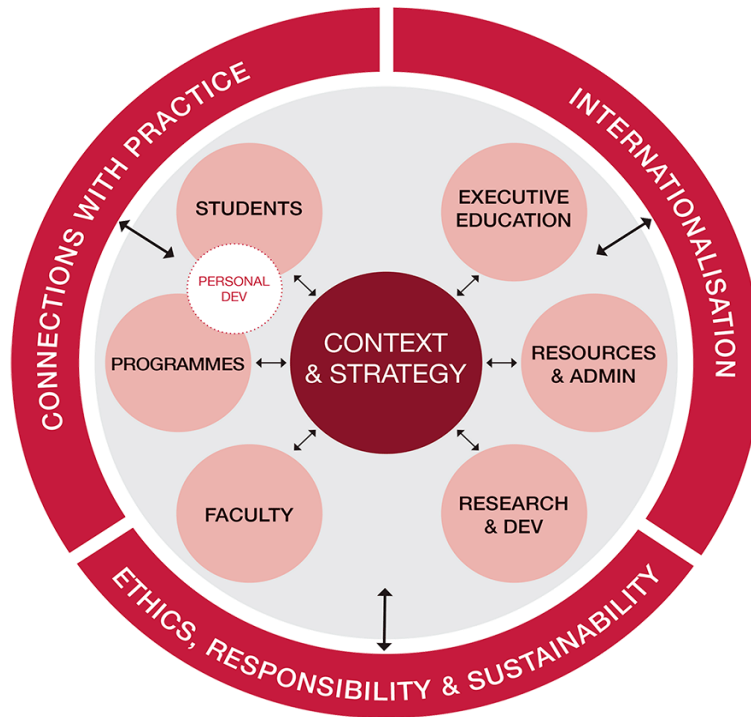 CONNECTIONS WITH PRACTICE
INTERNATIONALISATION
STUDENTS
EXECUTIVE
EDUCATION
PERSONAL
DEV
PROGRAMMES
CONTEXT
& STRATEGY
RESOURCES
& ADMIN
FACULTY
RESEARCH
& DEV
ETHICS, RESPONSIBILITY & SUSTAINABILITY